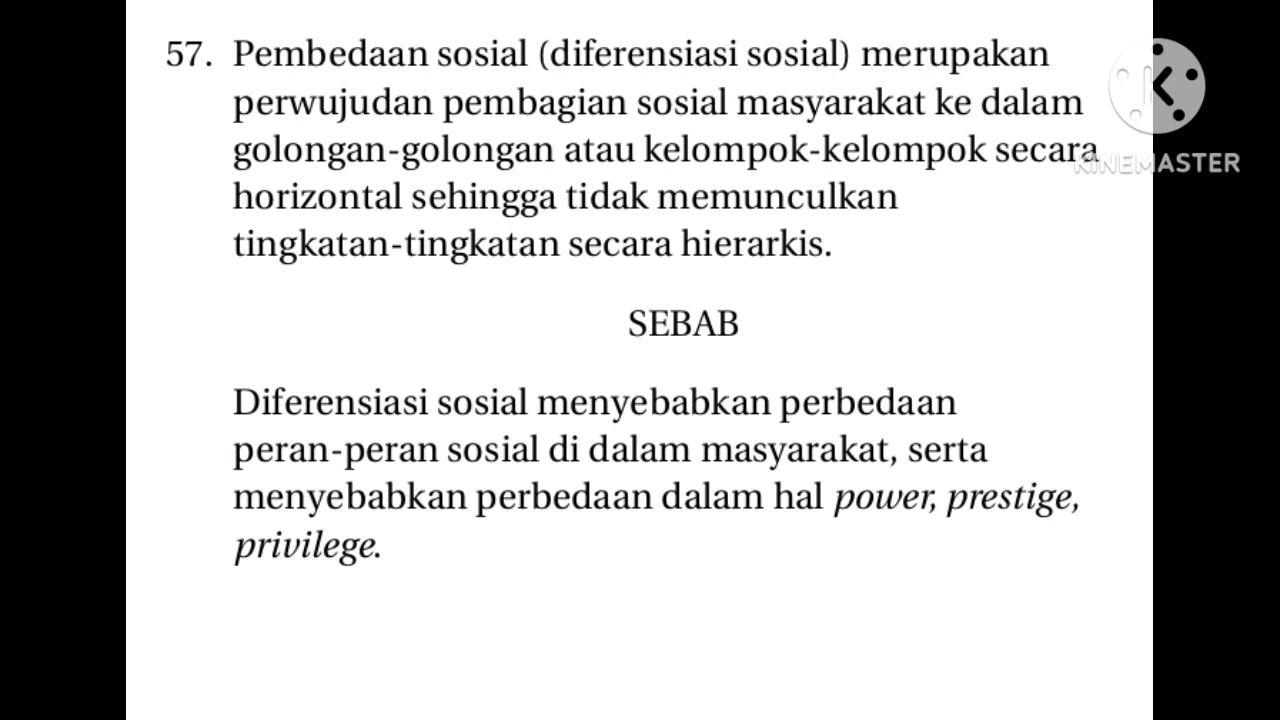 57. Pembedaan sosial (diferensiasi sosial) merupakan
perwujudan pembagian sosial masyarakat ke dalam
golongan-golongan atau kelompok-kelompok secara
horizontal sehingga tidak memunculkan
tingkatan-tingkatan secara hierarkis.
SEBAB
Diferensiasi sosial menyebabkan perbedaan
peran-peran sosial di dalam masyarakat, serta
menyebabkan perbedaan dalam hal power, prestige,
privilege.
K
KINEMASTER